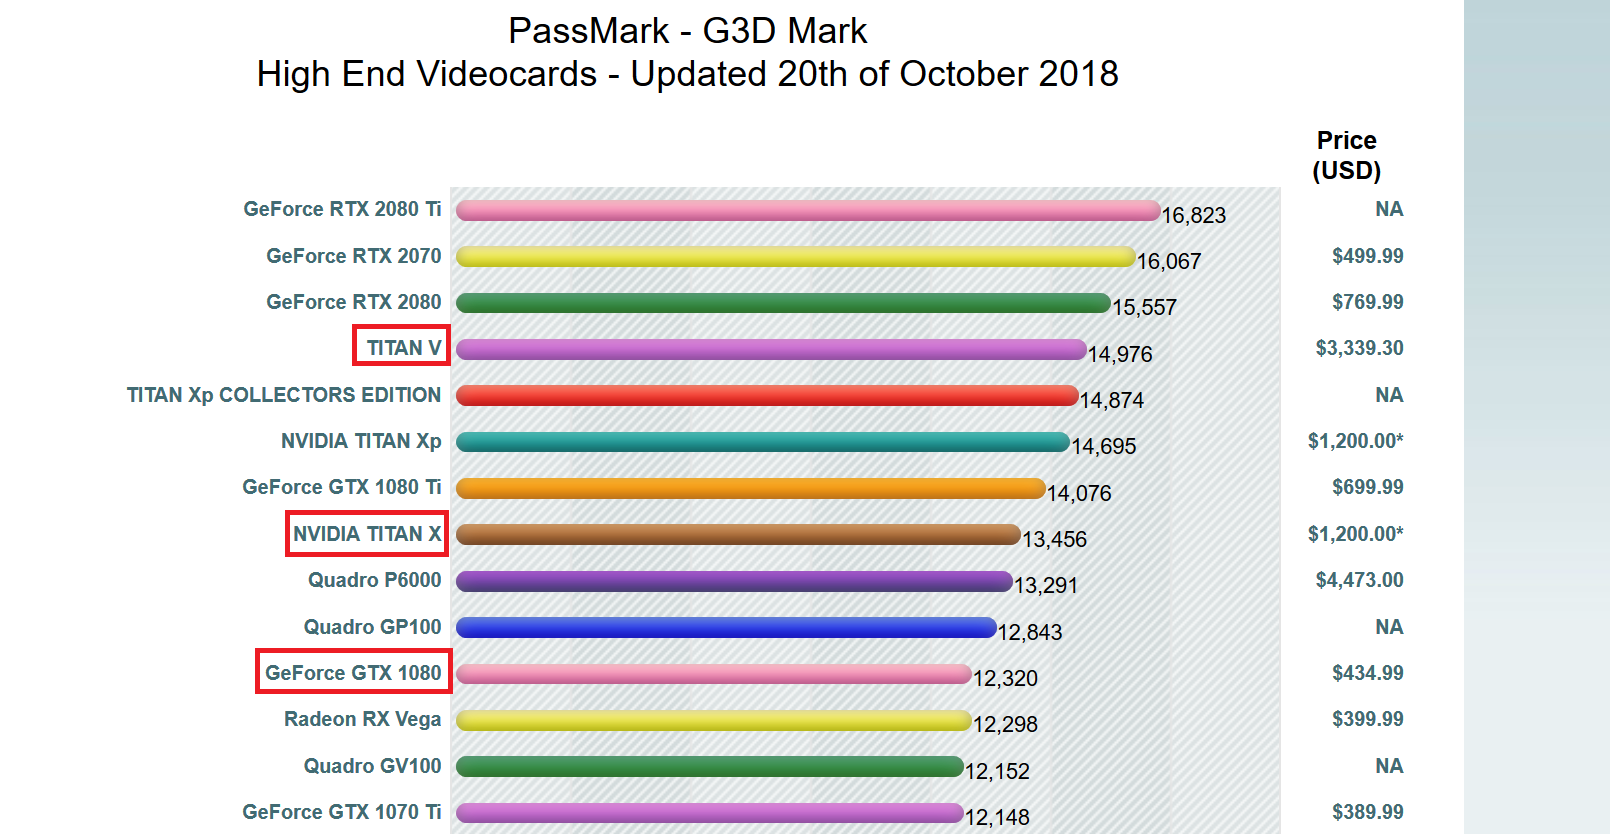 PassMark - G3D Mark
High End Videocards - Updated 20th of October 2018
Price
(USD)
GeForce RTX 2080 Ti 16,823 NA
GeForce RTX 2070 16,067 $499.99
GeForce RTX 2080 15,557 $769.99
TITAN V 14,976 $3,339.30
TITAN Xp COLLECTORS EDITION 14,874 NA
NVIDIA TITAN Xp 14,695 $1,200.00*
GeForce GTX 1080 Ti 14,076 $699.99
NVIDIA TITAN X 13,456 $1,200.00*
Quadro P6000 13,291 $4,473.00
Quadro GP100 12,843 NA
GeForce GTX 1080 12,320 $434.99
Radeon RX Vega 12,298 $399.99
Quadro GV100 12,152 NA
GeForce GTX 1070 Ti 12,148 $389.99